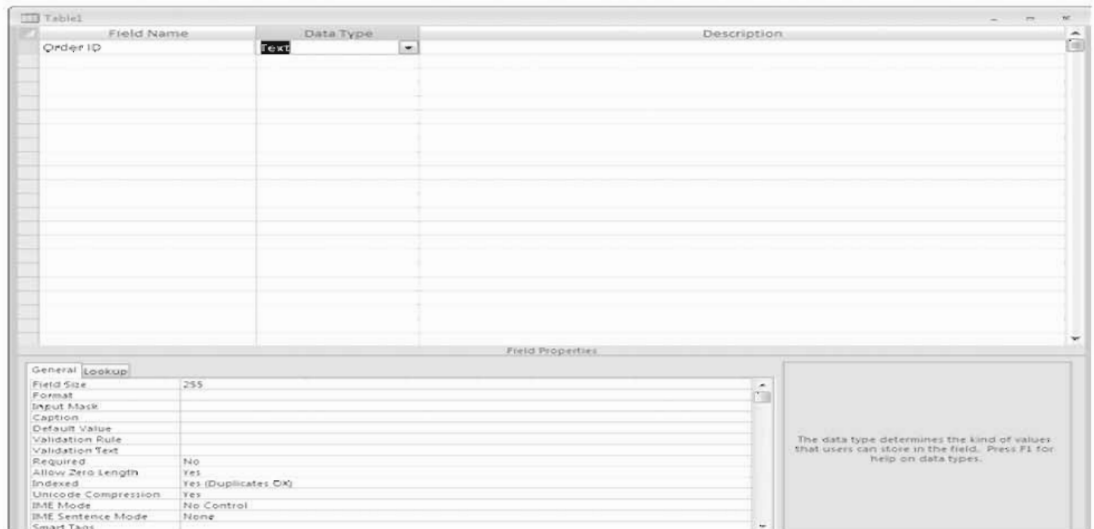 Table1
Field Name Data Type Description
Order ID Text
Field Properties
General Lookup
Field Size 255
Format
Input Mask
Caption
Default Value
Validation Rule
Validation Text
Required No
Allow Zero Length Yes
Indexed Yes (Duplicates OK)
Unicode Compression Yes
IME Mode No Control
IME Sentence Mode None
Smart Tags
The data type determines the kind of values
that users can store in the field. Press F1 for
help on data types.